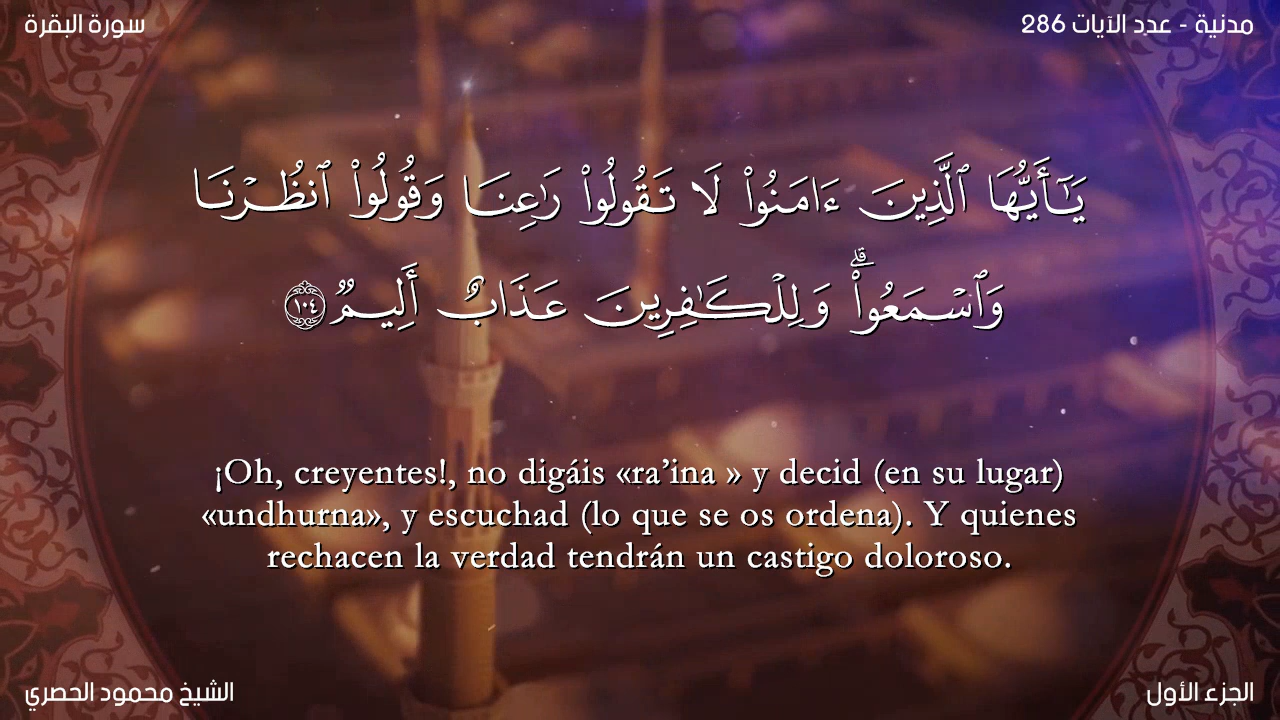 سورة البقرة
مدنية - عدد الآيات 286
يَـٰٓأَيُّهَا ٱلَّذِينَ ءَامَنُوا۟ لَا تَقُولُوا۟ رَٰعِنَا وَقُولُوا۟ ٱنظُرْنَا
وَٱسْمَعُوا۟ ۗ وَلِلْكَـٰفِرِينَ عَذَابٌ أَلِيمٌ ١٠٤
¡Oh, creyentes!, no digáis «ra’ina » y decid (en su lugar)
«undhurna», y escuchad (lo que se os ordena). Y quienes
rechacen la verdad tendrán un castigo doloroso.
الشيخ محمود الحصري
الجزء الأول